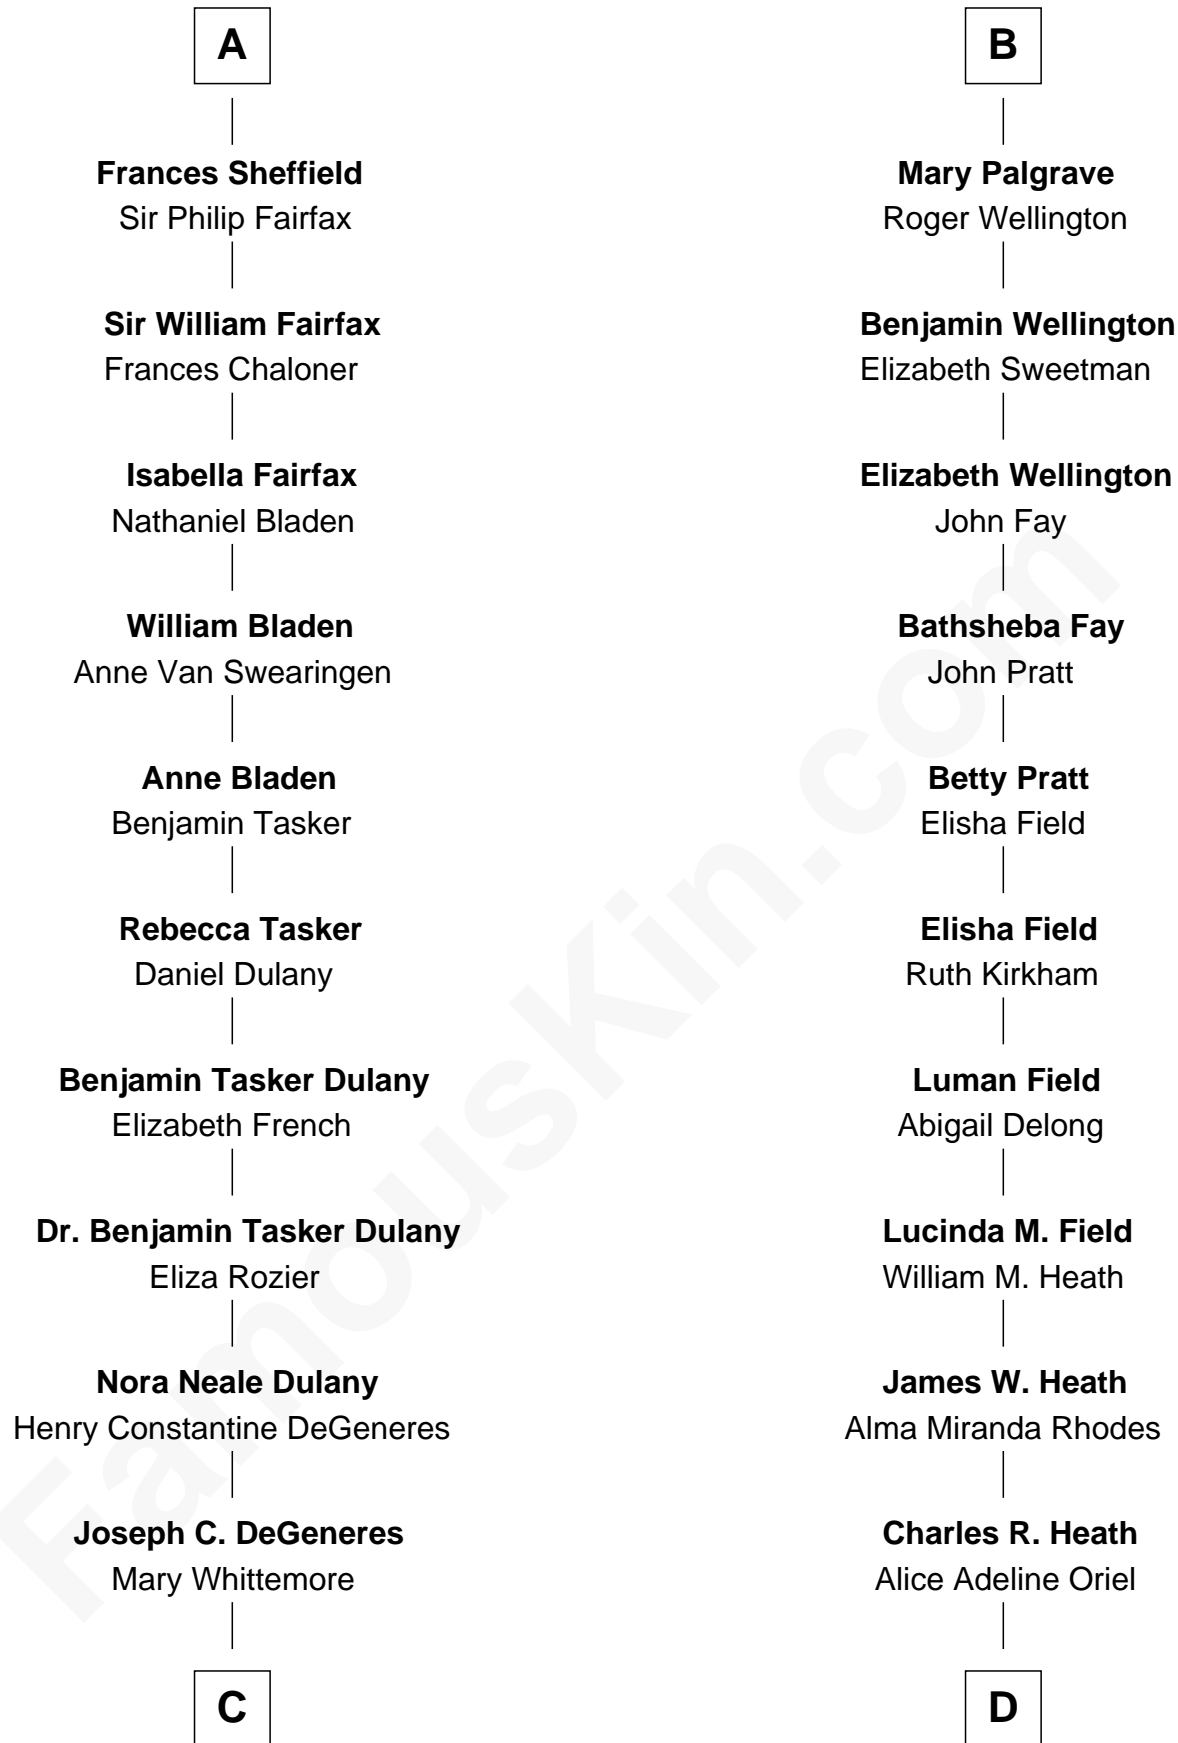 A
Frances Sheffield
Sir Philip Fairfax
Sir William Fairfax
Frances Chaloner
Isabella Fairfax
Nathaniel Bladen
William Bladen
Anne Van Swearingen
Anne Bladen
Benjamin Tasker
Rebecca Tasker
Daniel Dulany
Benjamin Tasker Dulany
Elizabeth French
Dr. Benjamin Tasker Dulany
Eliza Rozier
Nora Neale Dulany
Henry Constantine DeGeneres
Joseph C. DeGeneres
Mary Whittemore
C
B
Mary Palgrave
Roger Wellington
Benjamin Wellington
Elizabeth Sweetman
Elizabeth Wellington
John Fay
Bathsheba Fay
John Pratt
Betty Pratt
Elisha Field
Elisha Field
Ruth Kirkham
Luman Field
Abigail Delong
Lucinda M. Field
William M. Heath
James W. Heath
Alma Miranda Rhodes
Charles R. Heath
Alice Adeline Oriel
D
FamousKin.com